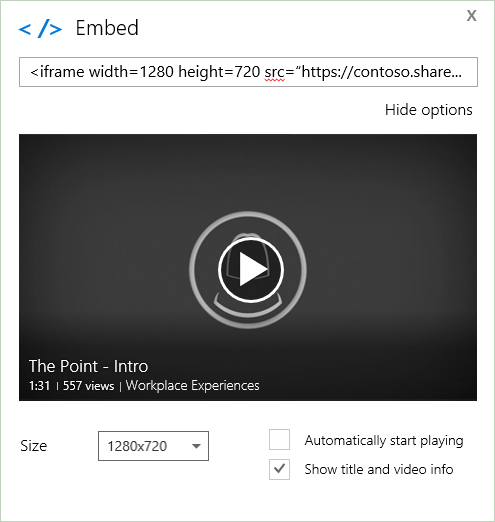 X
</> Embed
<iframe width=1280 height=720 src=“https://contoso.share...
Hide options
The Point - Intro
1:31 | 557 views | Workplace Experiences
Size 1280x720 Automatically start playing
Show title and video info